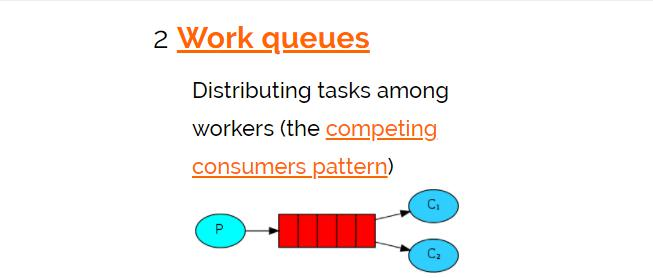 2 Work queues
Distributing tasks among
workers (the competing
consumers pattern)
C₁
P
C₂